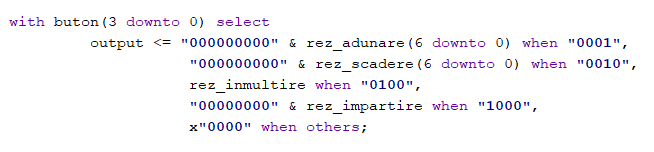 with buton(3 downto 0) select
output <= "000000000" & rez_adunare(6 downto 0) when "0001",
"000000000" & rez_scadere(6 downto 0) when "0010",
rez_inmultire when "0100",
"00000000" & rez_impartire when "1000",
x"0000" when others;